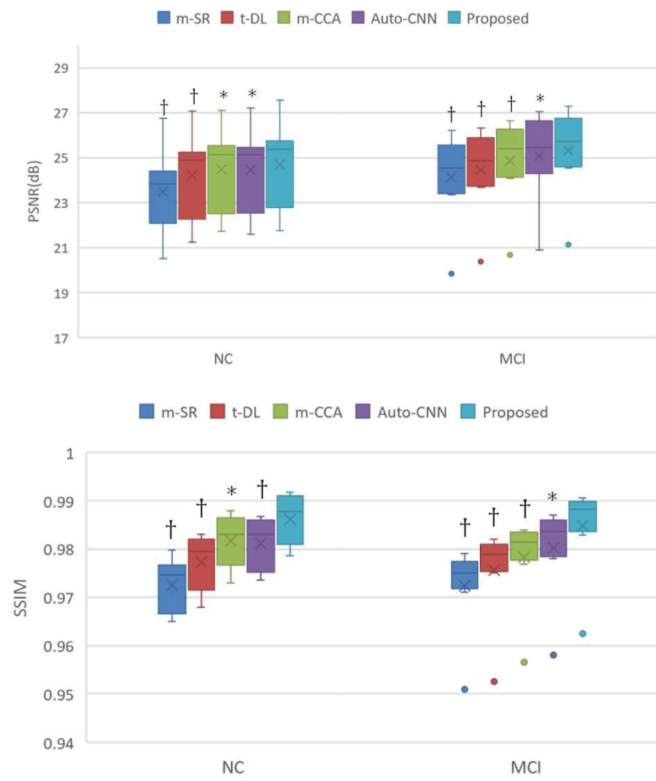 m-SR t-DL m-CCA Auto-CNN Proposed
29
27
25
23
21
19
17
PSNR(dB)
† † * *
† † † *
NC MCI
m-SR t-DL m-CCA Auto-CNN Proposed
1
0.99
0.98
0.97
0.96
0.95
0.94
SSIM
† † * †
† † † *
NC MCI